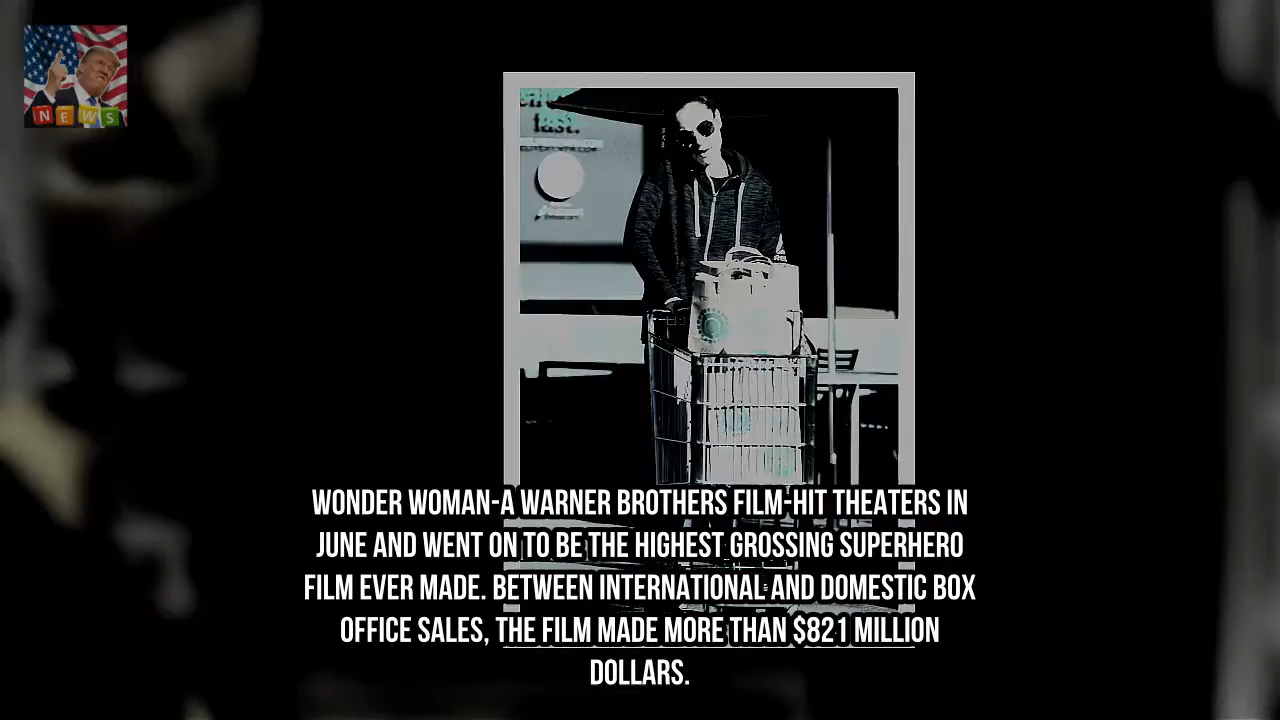 NEWS
fast.
WONDER WOMAN-A WARNER BROTHERS FILM-HIT THEATERS IN
JUNE AND WENT ON TO BE THE HIGHEST GROSSING SUPERHERO
FILM EVER MADE. BETWEEN INTERNATIONAL AND DOMESTIC BOX
OFFICE SALES, THE FILM MADE MORE THAN $821 MILLION
DOLLARS.